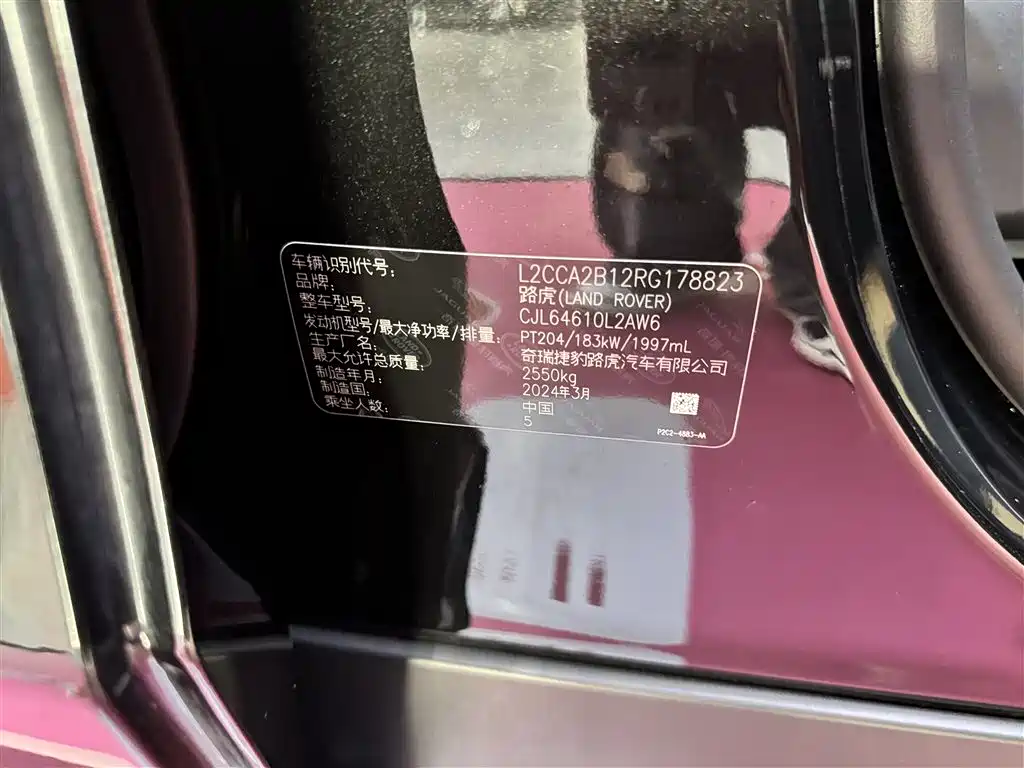 车辆识别代号: L2CCA2B12RG178823
品牌: 路虎(LAND ROVER)
整车型号: CJL64610L2AW6
发动机型号/最大净功率/排量: PT204/183kW/1997mL
生产厂名: 奇瑞捷豹路虎汽车有限公司
最大允许总质量: 2550kg
制造年月: 2024年3月
制造国: 中国
乘坐人数: 5
P2C2-4883-AA